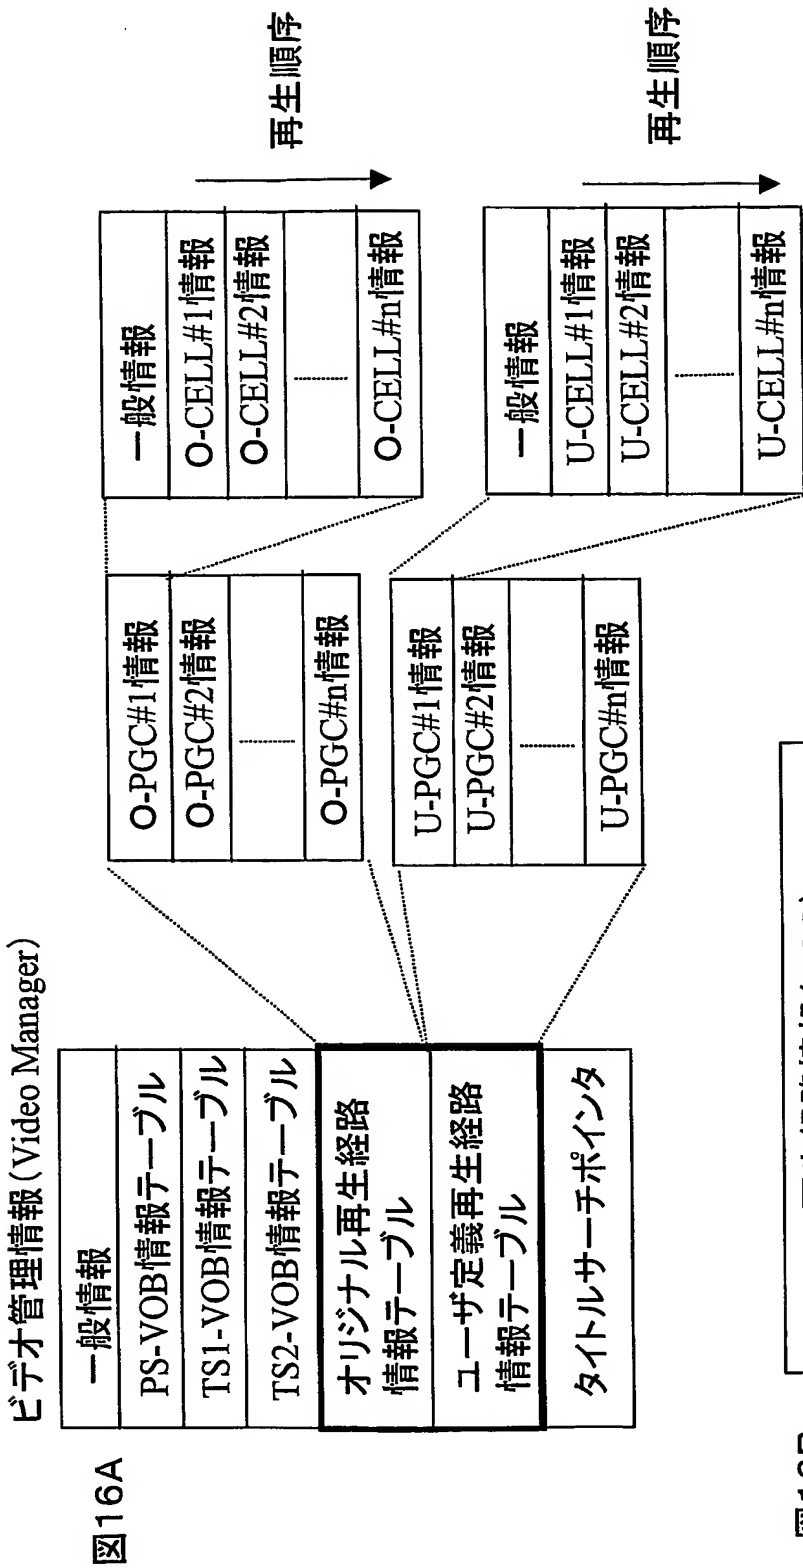 図16A
ビデオ管理情報(Video Manager)
一般情報
PS-VOB情報テーブル
TS1-VOB情報テーブル
TS2-VOB情報テーブル
オリジナル再生経路
情報テーブル
ユーザ定義再生経路
情報テーブル
タイトルサーチポインタ
O-PGC#1情報
O-PGC#2情報
O-PGC#n情報
U-PGC#1情報
U-PGC#2情報
U-PGC#n情報
一般情報
O-CELL#1情報
O-CELL#2情報
O-CELL#n情報
再生順序
一般情報
U-CELL#1情報
U-CELL#2情報
U-CELL#n情報
再生順序